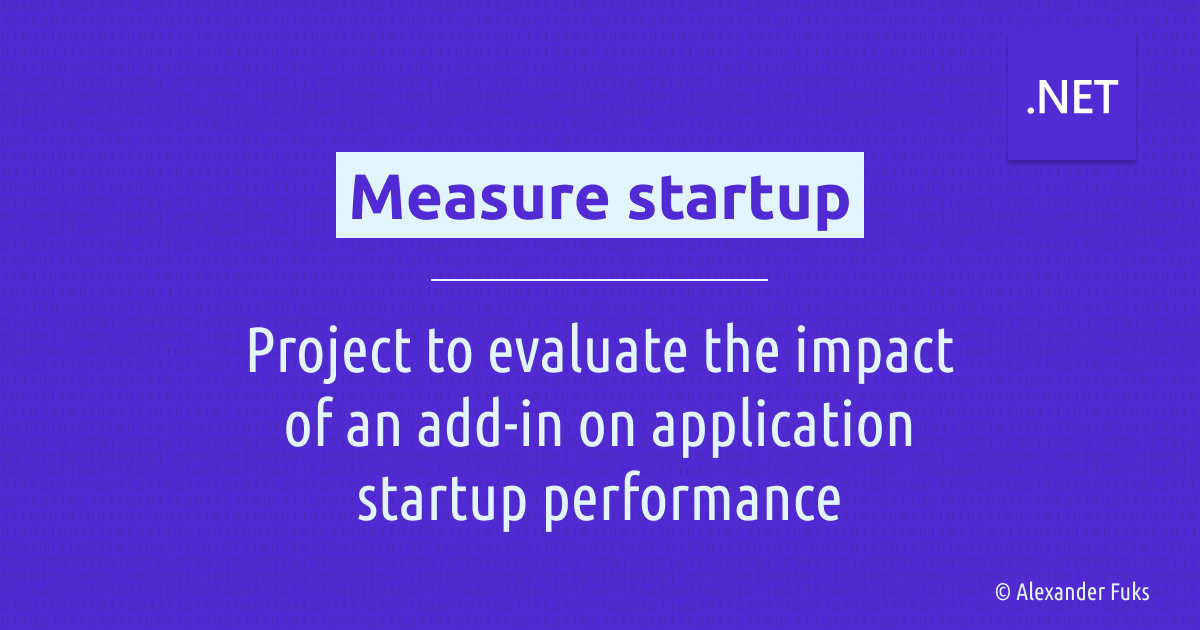 .NET
Measure startup
Project to evaluate the impact
of an add-in on application
startup performance
© Alexander Fuks